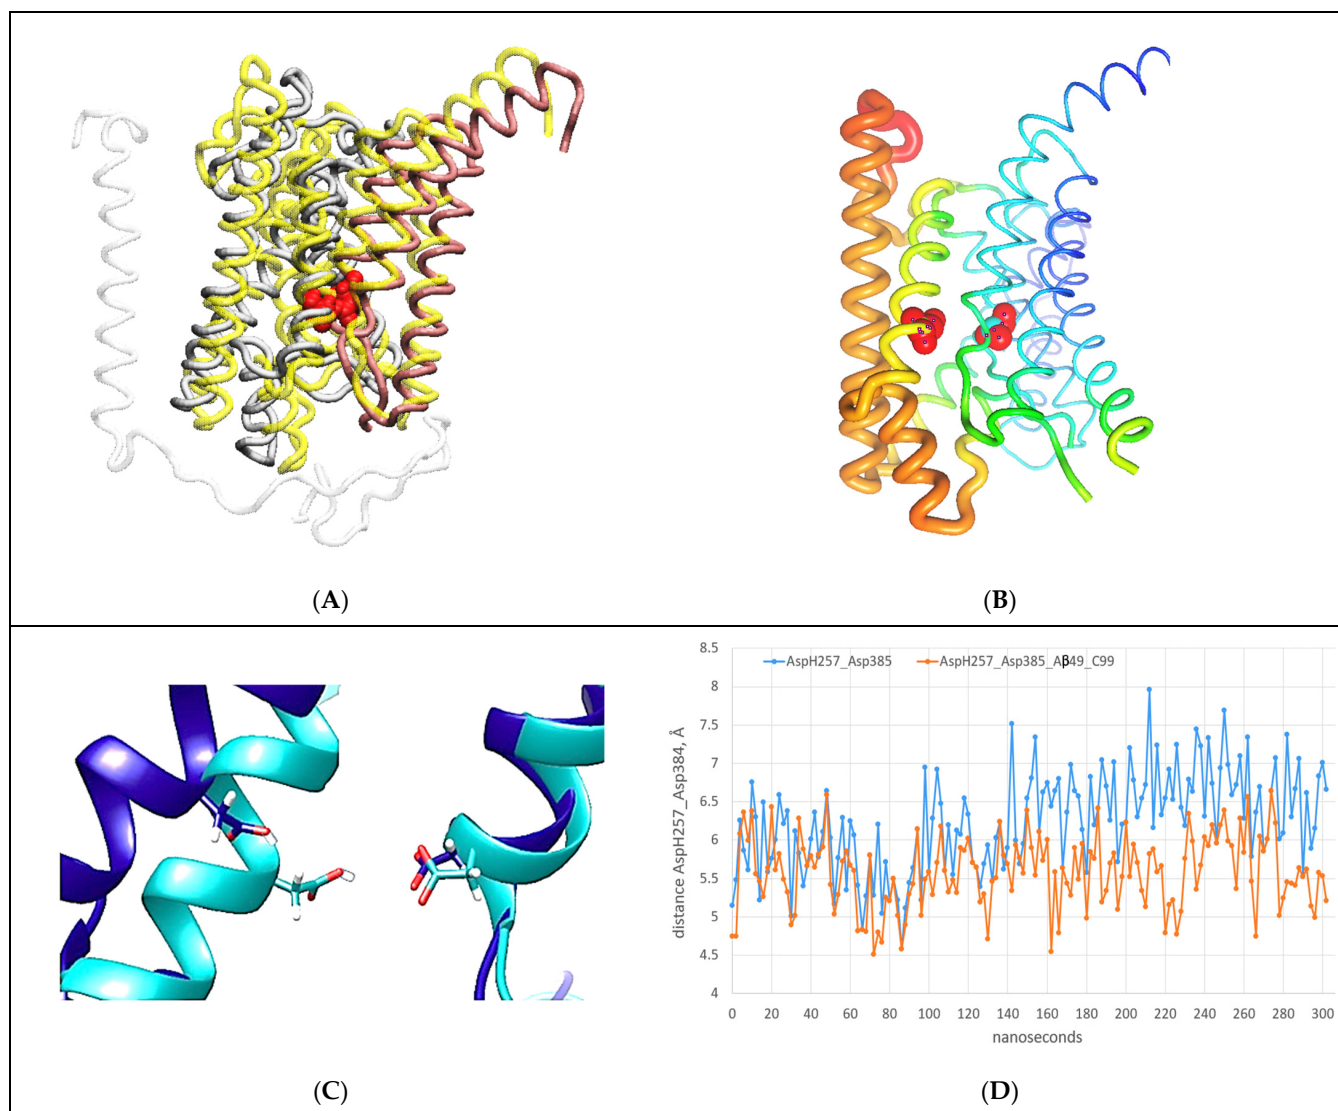 (A)
(B)
AspH257_Asp385
AspH257_Asp385_Aβ49_C99
distance AspH257_Asp384, Å
8.5
8
7.5
7
6.5
6
5.5
5
4.5
4
0 20 40 60 80 100 120 140 160 180 200 220 240 260 280 300
nanoseconds
(C)
(D)